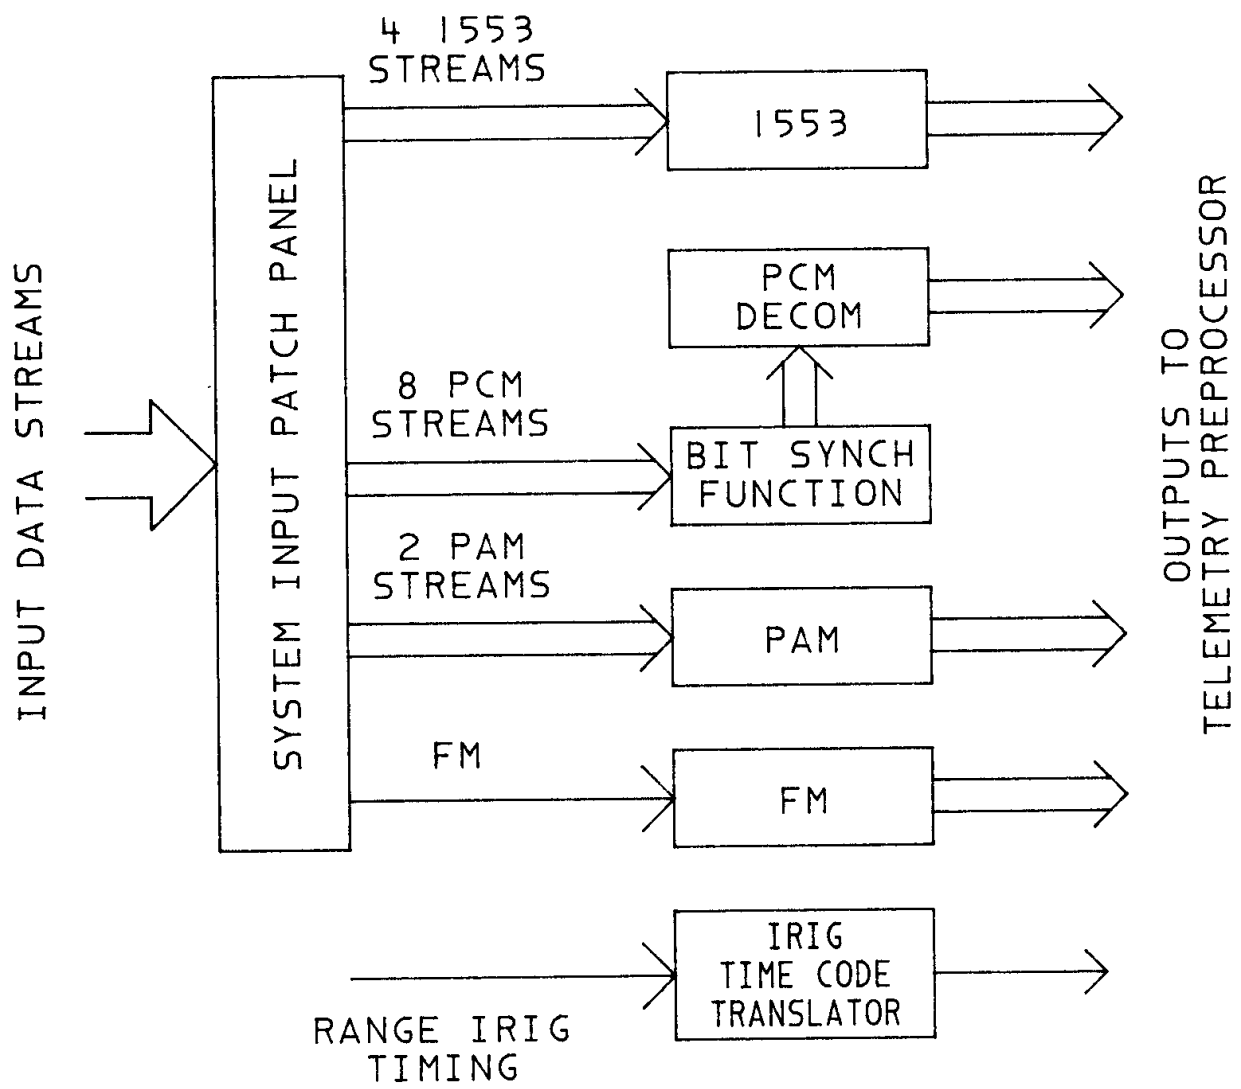 INPUT DATA STREAMS
SYSTEM INPUT PATCH PANEL
4 1553
STREAMS
1553
PCM
DECOM
8 PCM
STREAMS
BIT SYNCH
FUNCTION
2 PAM
STREAMS
PAM
FM
FM
IRIG
TIME CODE
TRANSLATOR
RANGE IRIG
TIMING
OUTPUTS TO
TELEMETRY PREPROCESSOR